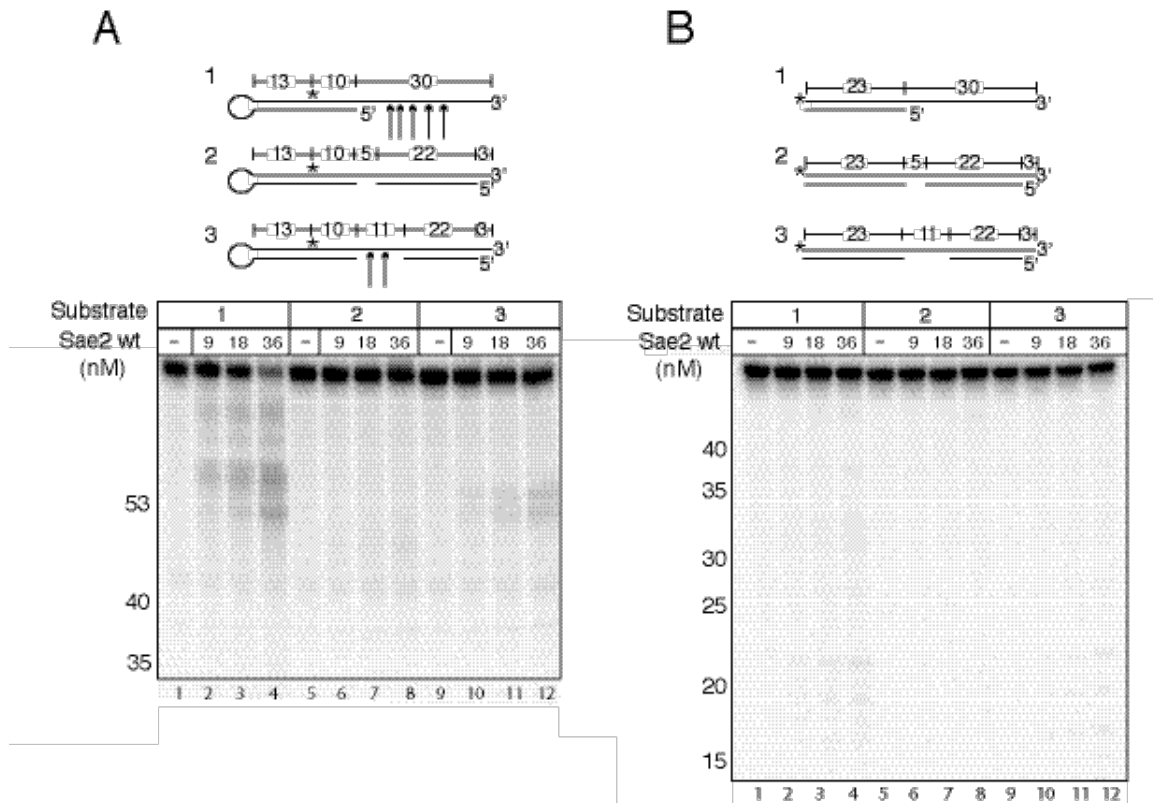 A
B
1 13 10 30
* 3'
5'
2 13 10 5 22 3
* 3'
5'
3 13 10 11 22 3
* 3'
5'
1 23 30
* 3'
5'
2 23 5 22 3
* 3'
5'
3 23 11 22 3
* 3'
5'
Substrate 1 2 3
Sae2 wt - 9 18 36 - 9 18 36 - 9 18 36
(nM)
53
40
35
1 2 3 4 5 6 7 8 9 10 11 12
Substrate 1 2 3
Sae2 wt - 9 18 36 - 9 18 36 - 9 18 36
(nM)
40
35
30
25
20
15
1 2 3 4 5 6 7 8 9 10 11 12